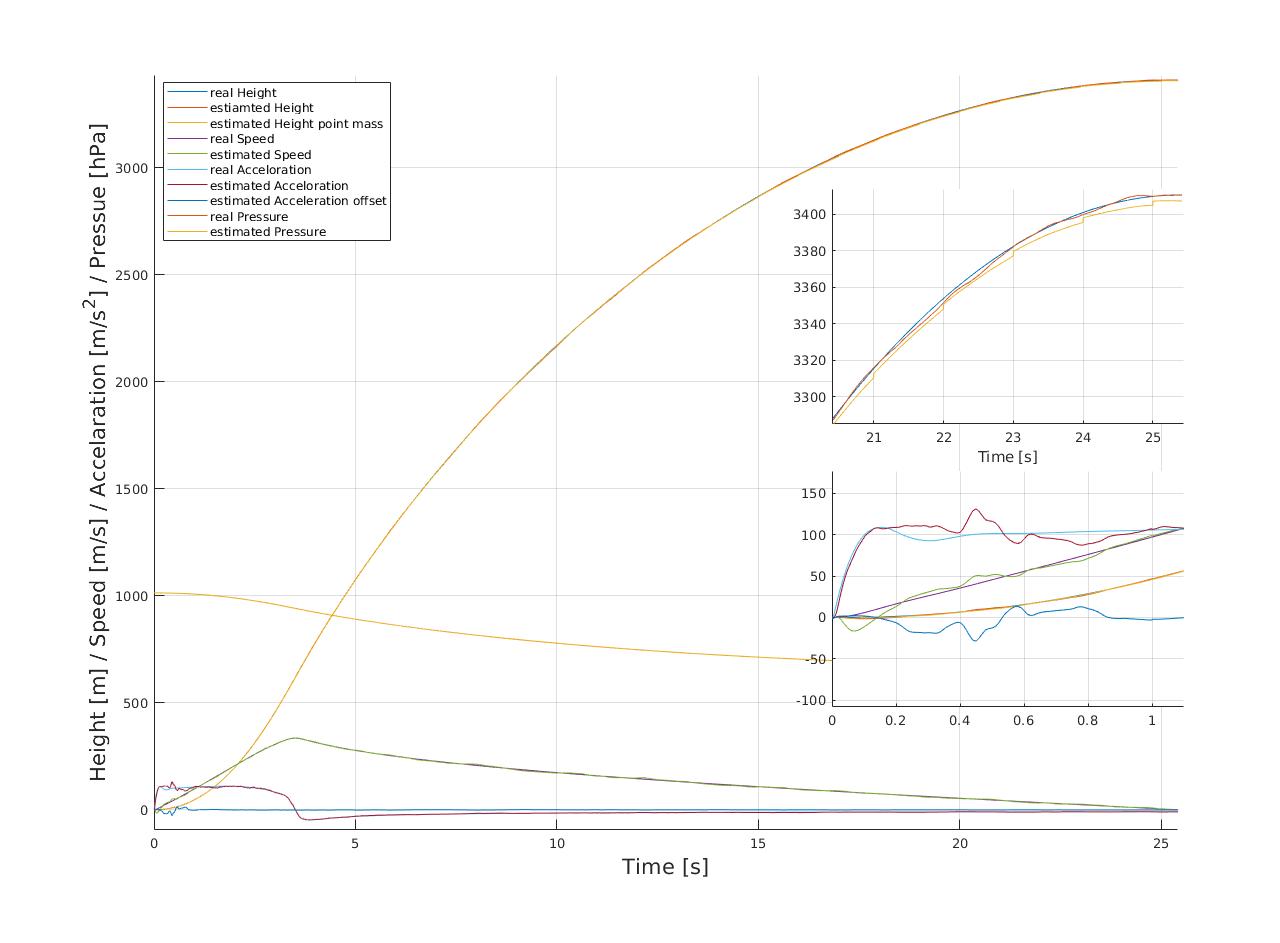 real Height
estiamted Height
estimated Height point mass
real Speed
estimated Speed
real Acceloration
estimated Acceloration
estimated Acceloration offset
real Pressure
estimated Pressure
Height [m] / Speed [m/s] / Accelaration [m/s²] / Pressue [hPa]
3000
2500
2000
1500
1000
500
0
0
5
10
15
20
25
Time [s]
3400
3380
3360
3340
3320
3300
21
22
23
24
25
Time [s]
150
100
50
0
-50
-100
0
0.2
0.4
0.6
0.8
1